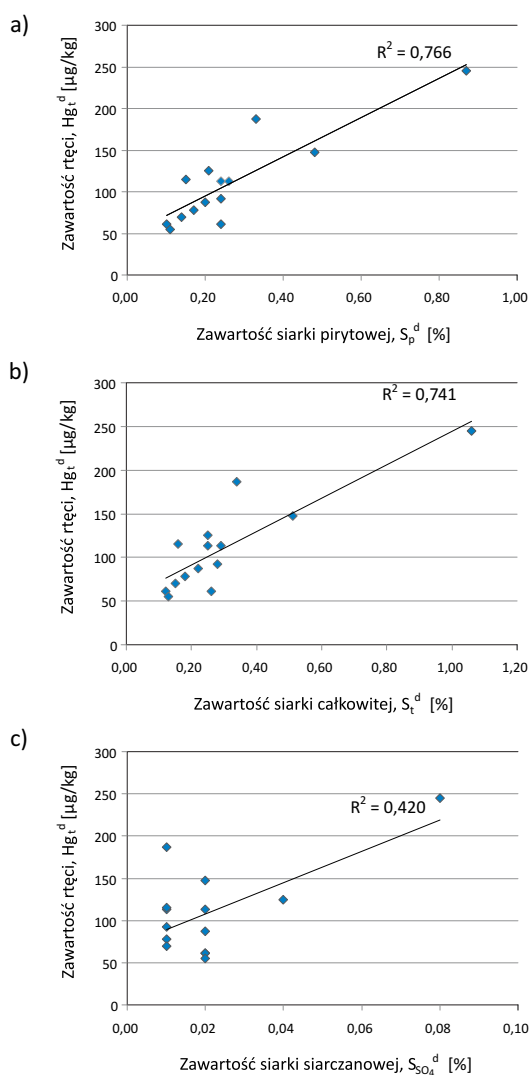 a)
Zawartość rtęci, Hg_t^d [µg/kg]
R² = 0,766
300
250
200
150
100
50
0
0,00 0,20 0,40 0,60 0,80 1,00
Zawartość siarki pirytowej, S_p^d [%]
b)
Zawartość rtęci, Hg_t^d [µg/kg]
R² = 0,741
300
250
200
150
100
50
0
0,00 0,20 0,40 0,60 0,80 1,00 1,20
Zawartość siarki całkowitej, S_t^d [%]
c)
Zawartość rtęci, Hg_t^d [µg/kg]
R² = 0,420
300
250
200
150
100
50
0
0,00 0,02 0,04 0,06 0,08 0,10
Zawartość siarki siarczanowej, S_SO₄^d [%]